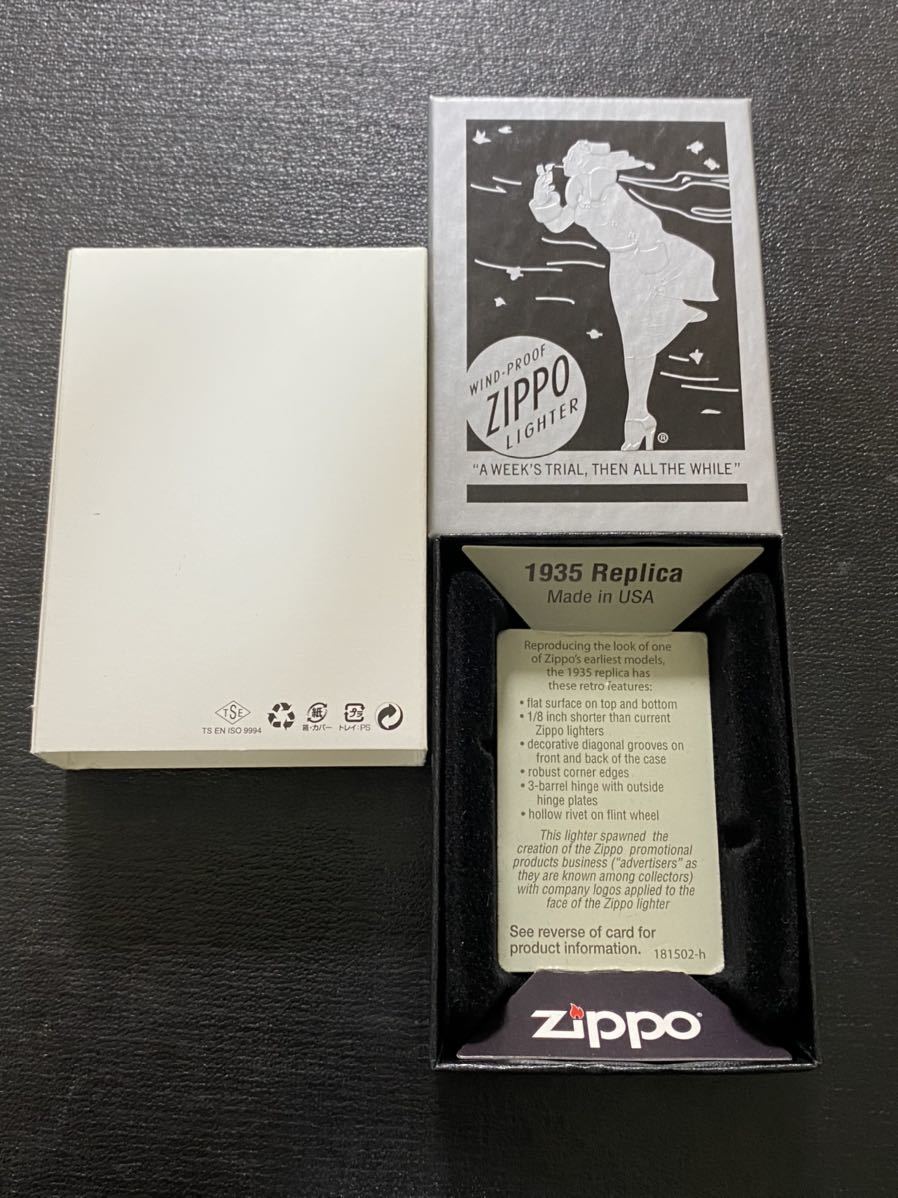 WIND-PROOF
ZIPPO
LIGHTER
®
"A WEEK'S TRIAL, THEN ALL THE WHILE"
1935 Replica
Made in USA
Reproducing the look of one
of Zippo's earliest models,
the 1935 replica has
these retro features:
• flat surface on top and bottom
• 1/8 inch shorter than current
Zippo lighters
• decorative diagonal grooves on
front and back of the case
• robust corner edges
• 3-barrel hinge with outside
hinge plates
• hollow rivet on flint wheel
This lighter spawned the
creation of the Zippo promotional
products business ("advertisers" as
they are known among collectors)
with company logos applied to the
face of the Zippo lighter
See reverse of card for
product information. 181502-h
zippo
TSE
TS EN ISO 9994
紙
箱・カバー
プラ
トレイ:PS